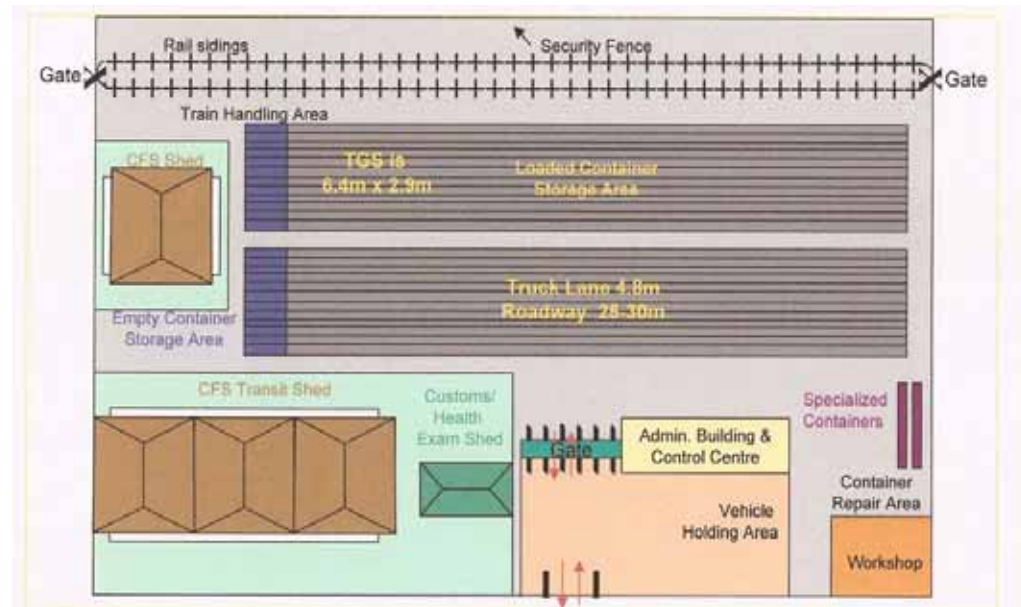 Rail sidings
Security Fence
Gate
Gate
Train Handling Area
CFS Shed
TGS is
6.4m x 2.9m
Loaded Container
Storage Area
Truck Lane 4.8m
Roadway 28-30m
Empty Container
Storage Area
CFS Transit Shed
Customs/
Health
Exam Shed
Gate
Admin. Building &
Control Centre
Specialized
Containers
Container
Repair Area
Vehicle
Holding Area
Workshop